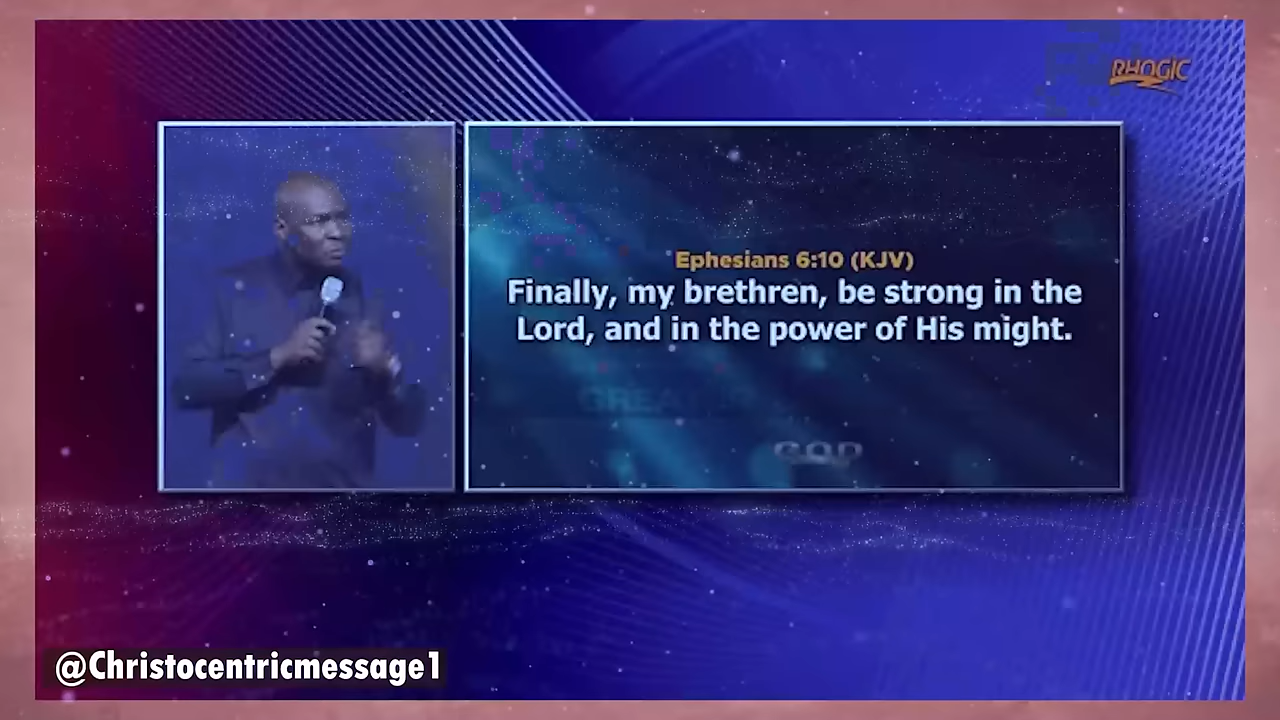 RHOGIC
Ephesians 6:10 (KJV)
Finally, my brethren, be strong in the
Lord, and in the power of His might.
GREAT
GOD
@Christocentricmessage1